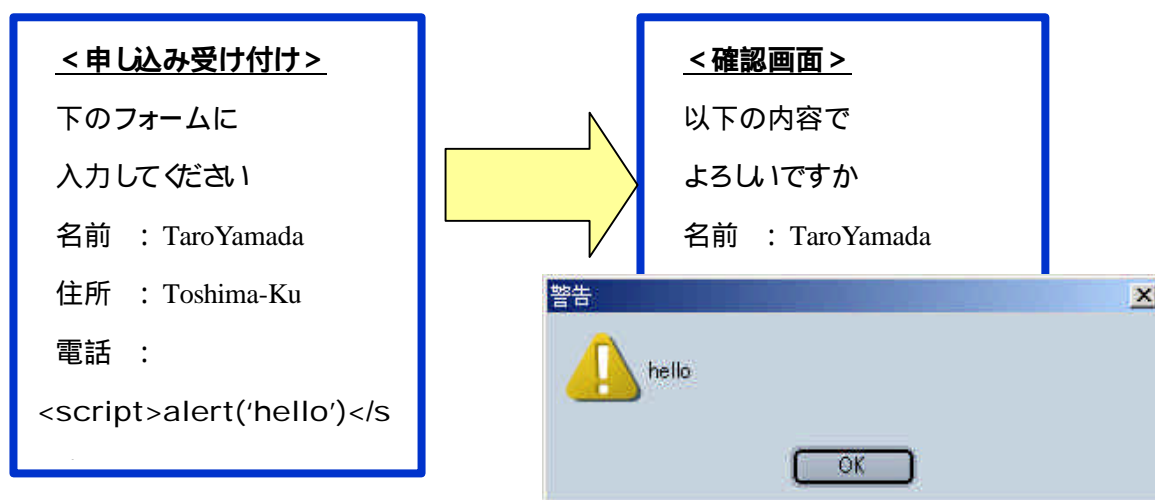 <申し込み受け付け>
下のフォームに
入力してください
名前 : TaroYamada
住所 : Toshima-Ku
電話 :
<script>alert('hello')</s
<確認画面>
以下の内容で
よろしいですか
名前 : TaroYamada
警告
hello
OK